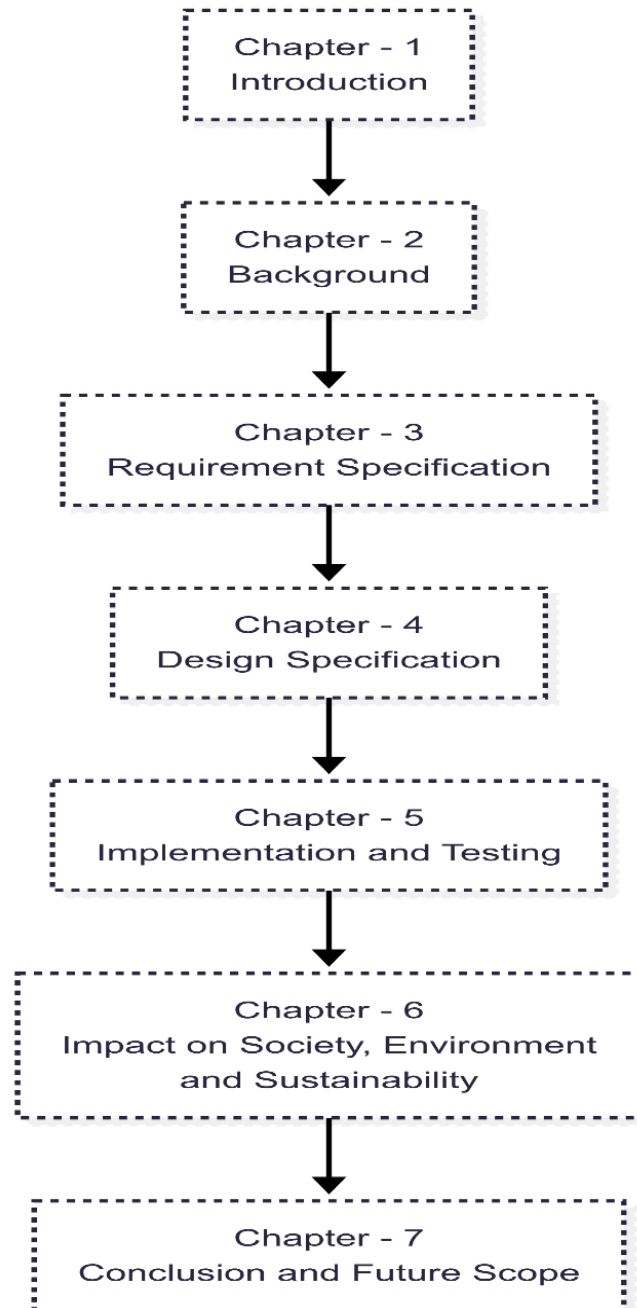 Chapter - 1
Introduction
Chapter - 2
Background
Chapter - 3
Requirement Specification
Chapter - 4
Design Specification
Chapter - 5
Implementation and Testing
Chapter - 6
Impact on Society, Environment
and Sustainability
Chapter - 7
Conclusion and Future Scope